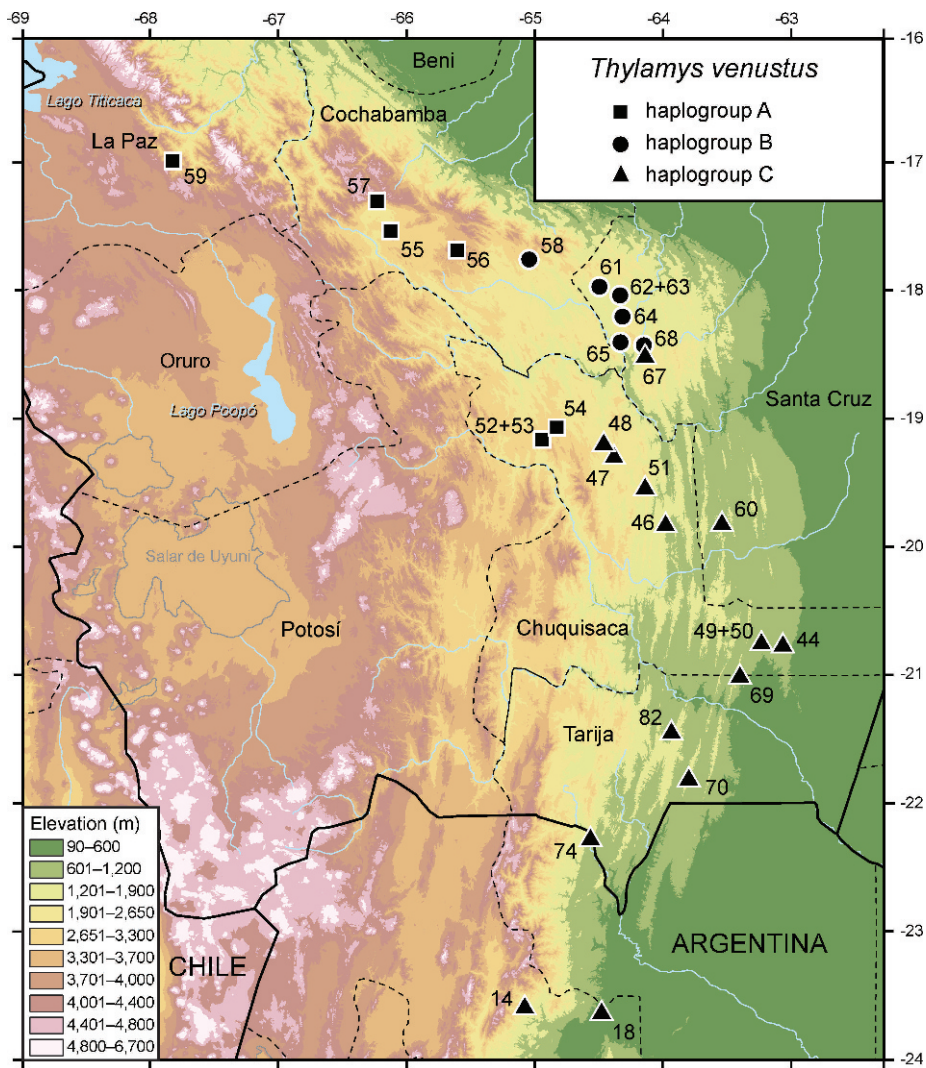 -69
-68
-67
-66
-65
-64
-63
-16
-17
-18
-19
-20
-21
-22
-23
-24
Thylamys venustus
haplogroup A
haplogroup B
haplogroup C
Beni
Lago Titicaca
Cochabamba
La Paz
59
57
55
56
58
61
62+63
64
65
68
67
Oruro
Lago Poopó
Santa Cruz
52+53
54
48
47
51
46
60
Salar de Uyuni
Potosí
Chuquisaca
49+50
44
69
Tarija
82
70
74
Elevation (m)
90–600
601–1,200
1,201–1,900
1,901–2,650
2,651–3,300
3,301–3,700
3,701–4,000
4,001–4,400
4,401–4,800
4,800–6,700
CHILE
ARGENTINA
14
18